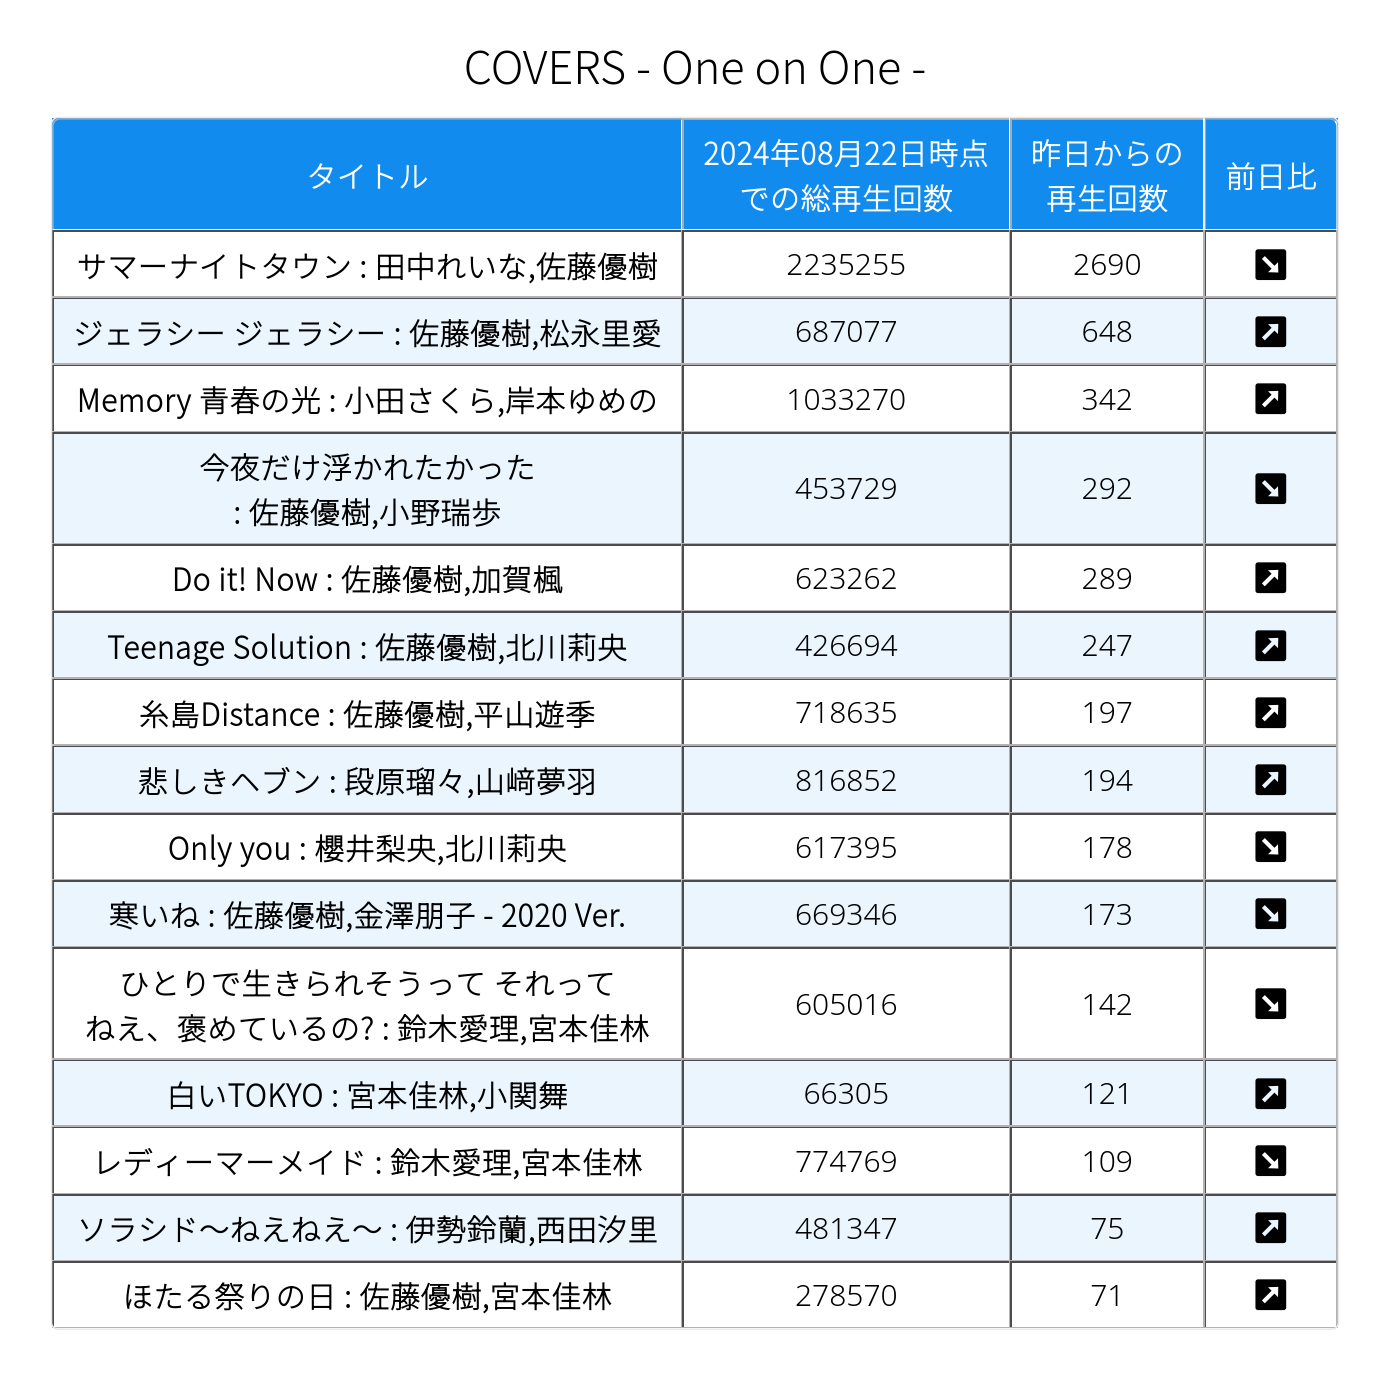 COVERS - One on One -
タイトル
2024年08月22日時点
での総再生回数
昨日からの
再生回数
前日比
サマーナイトタウン : 田中れいな,佐藤優樹
2235255
2690
ジェラシー ジェラシー : 佐藤優樹,松永里愛
687077
648
Memory 青春の光 : 小田さくら,岸本ゆめの
1033270
342
今夜だけ浮かれたかった
: 佐藤優樹,小野瑞歩
453729
292
Do it! Now : 佐藤優樹,加賀楓
623262
289
Teenage Solution : 佐藤優樹,北川莉央
426694
247
糸島Distance : 佐藤優樹,平山遊季
718635
197
悲しきヘブン : 段原瑠々,山﨑夢羽
816852
194
Only you : 櫻井梨央,北川莉央
617395
178
寒いね : 佐藤優樹,金澤朋子 - 2020 Ver.
669346
173
ひとりで生きられそうって それって
ねえ、褒めているの? : 鈴木愛理,宮本佳林
605016
142
白いTOKYO : 宮本佳林,小関舞
66305
121
レディーマーメイド : 鈴木愛理,宮本佳林
774769
109
ソラシド〜ねえねえ〜 : 伊勢鈴蘭,西田汐里
481347
75
ほたる祭りの日 : 佐藤優樹,宮本佳林
278570
71